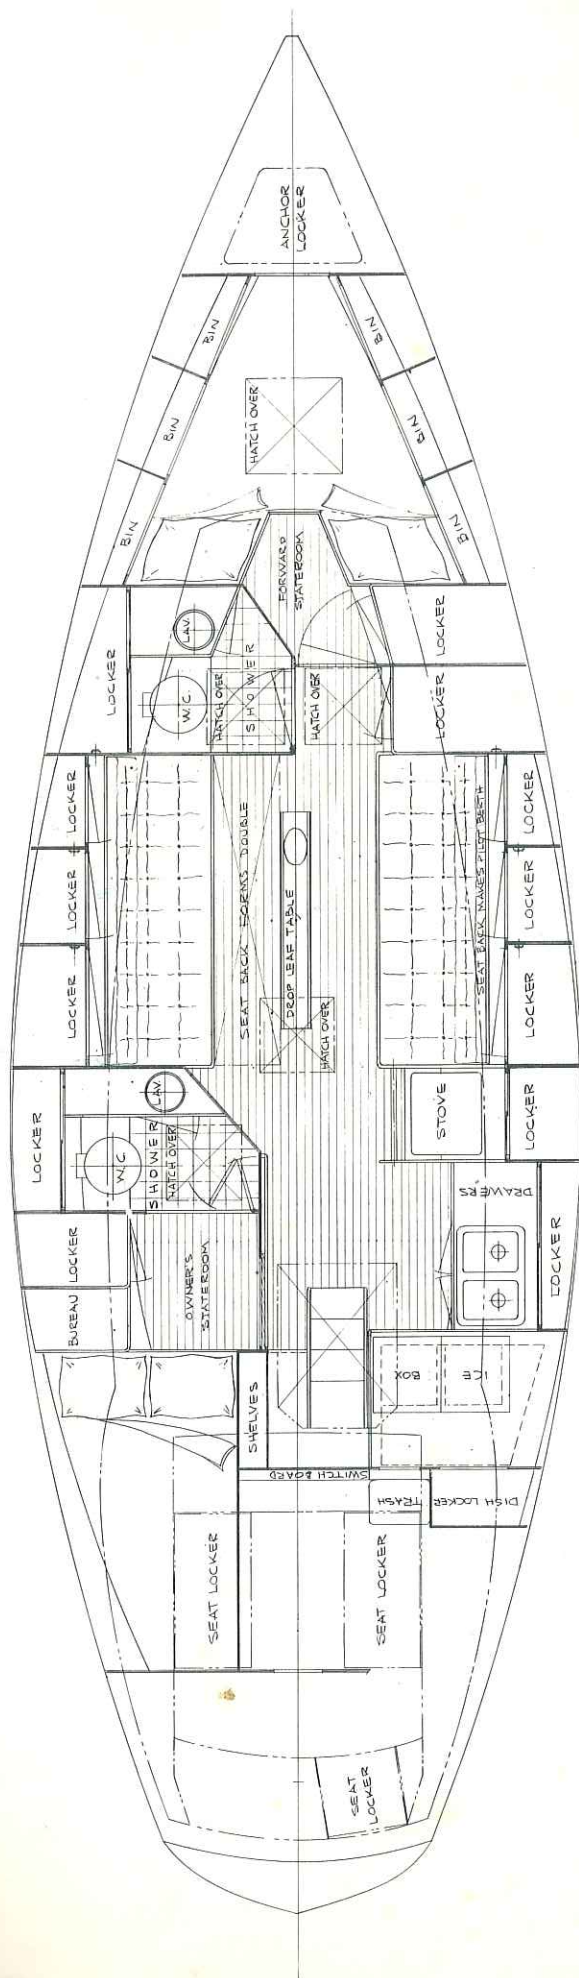 ANCHOR
LOCKER
BIN
BIN
BIN
BIN
BIN
BIN
HATCH OVER
FORWARD
STATEROOM
LAV.
LOCKER
W.C.
HATCH OVER
SHOWER
HATCH OVER
LOCKER
LOCKER
LOCKER
LOCKER
LOCKER
SEAT BACK FORMS DOUBLE
DROP LEAF TABLE
HATCH OVER
SEAT BACK MAKES PILOT BERTH
LOCKER
LOCKER
LOCKER
LAV.
LOCKER
W.C.
SHOWER
HATCH OVER
STOVE
LOCKER
DRAWERS
LOCKER
LOCKER
BUREAU
OWNER'S
STATEROOM
ICE
BOX
SHELVES
SWITCH BOARD
TRASH
DISH LOCKER
SEAT LOCKER
SEAT LOCKER
SEAT
LOCKER